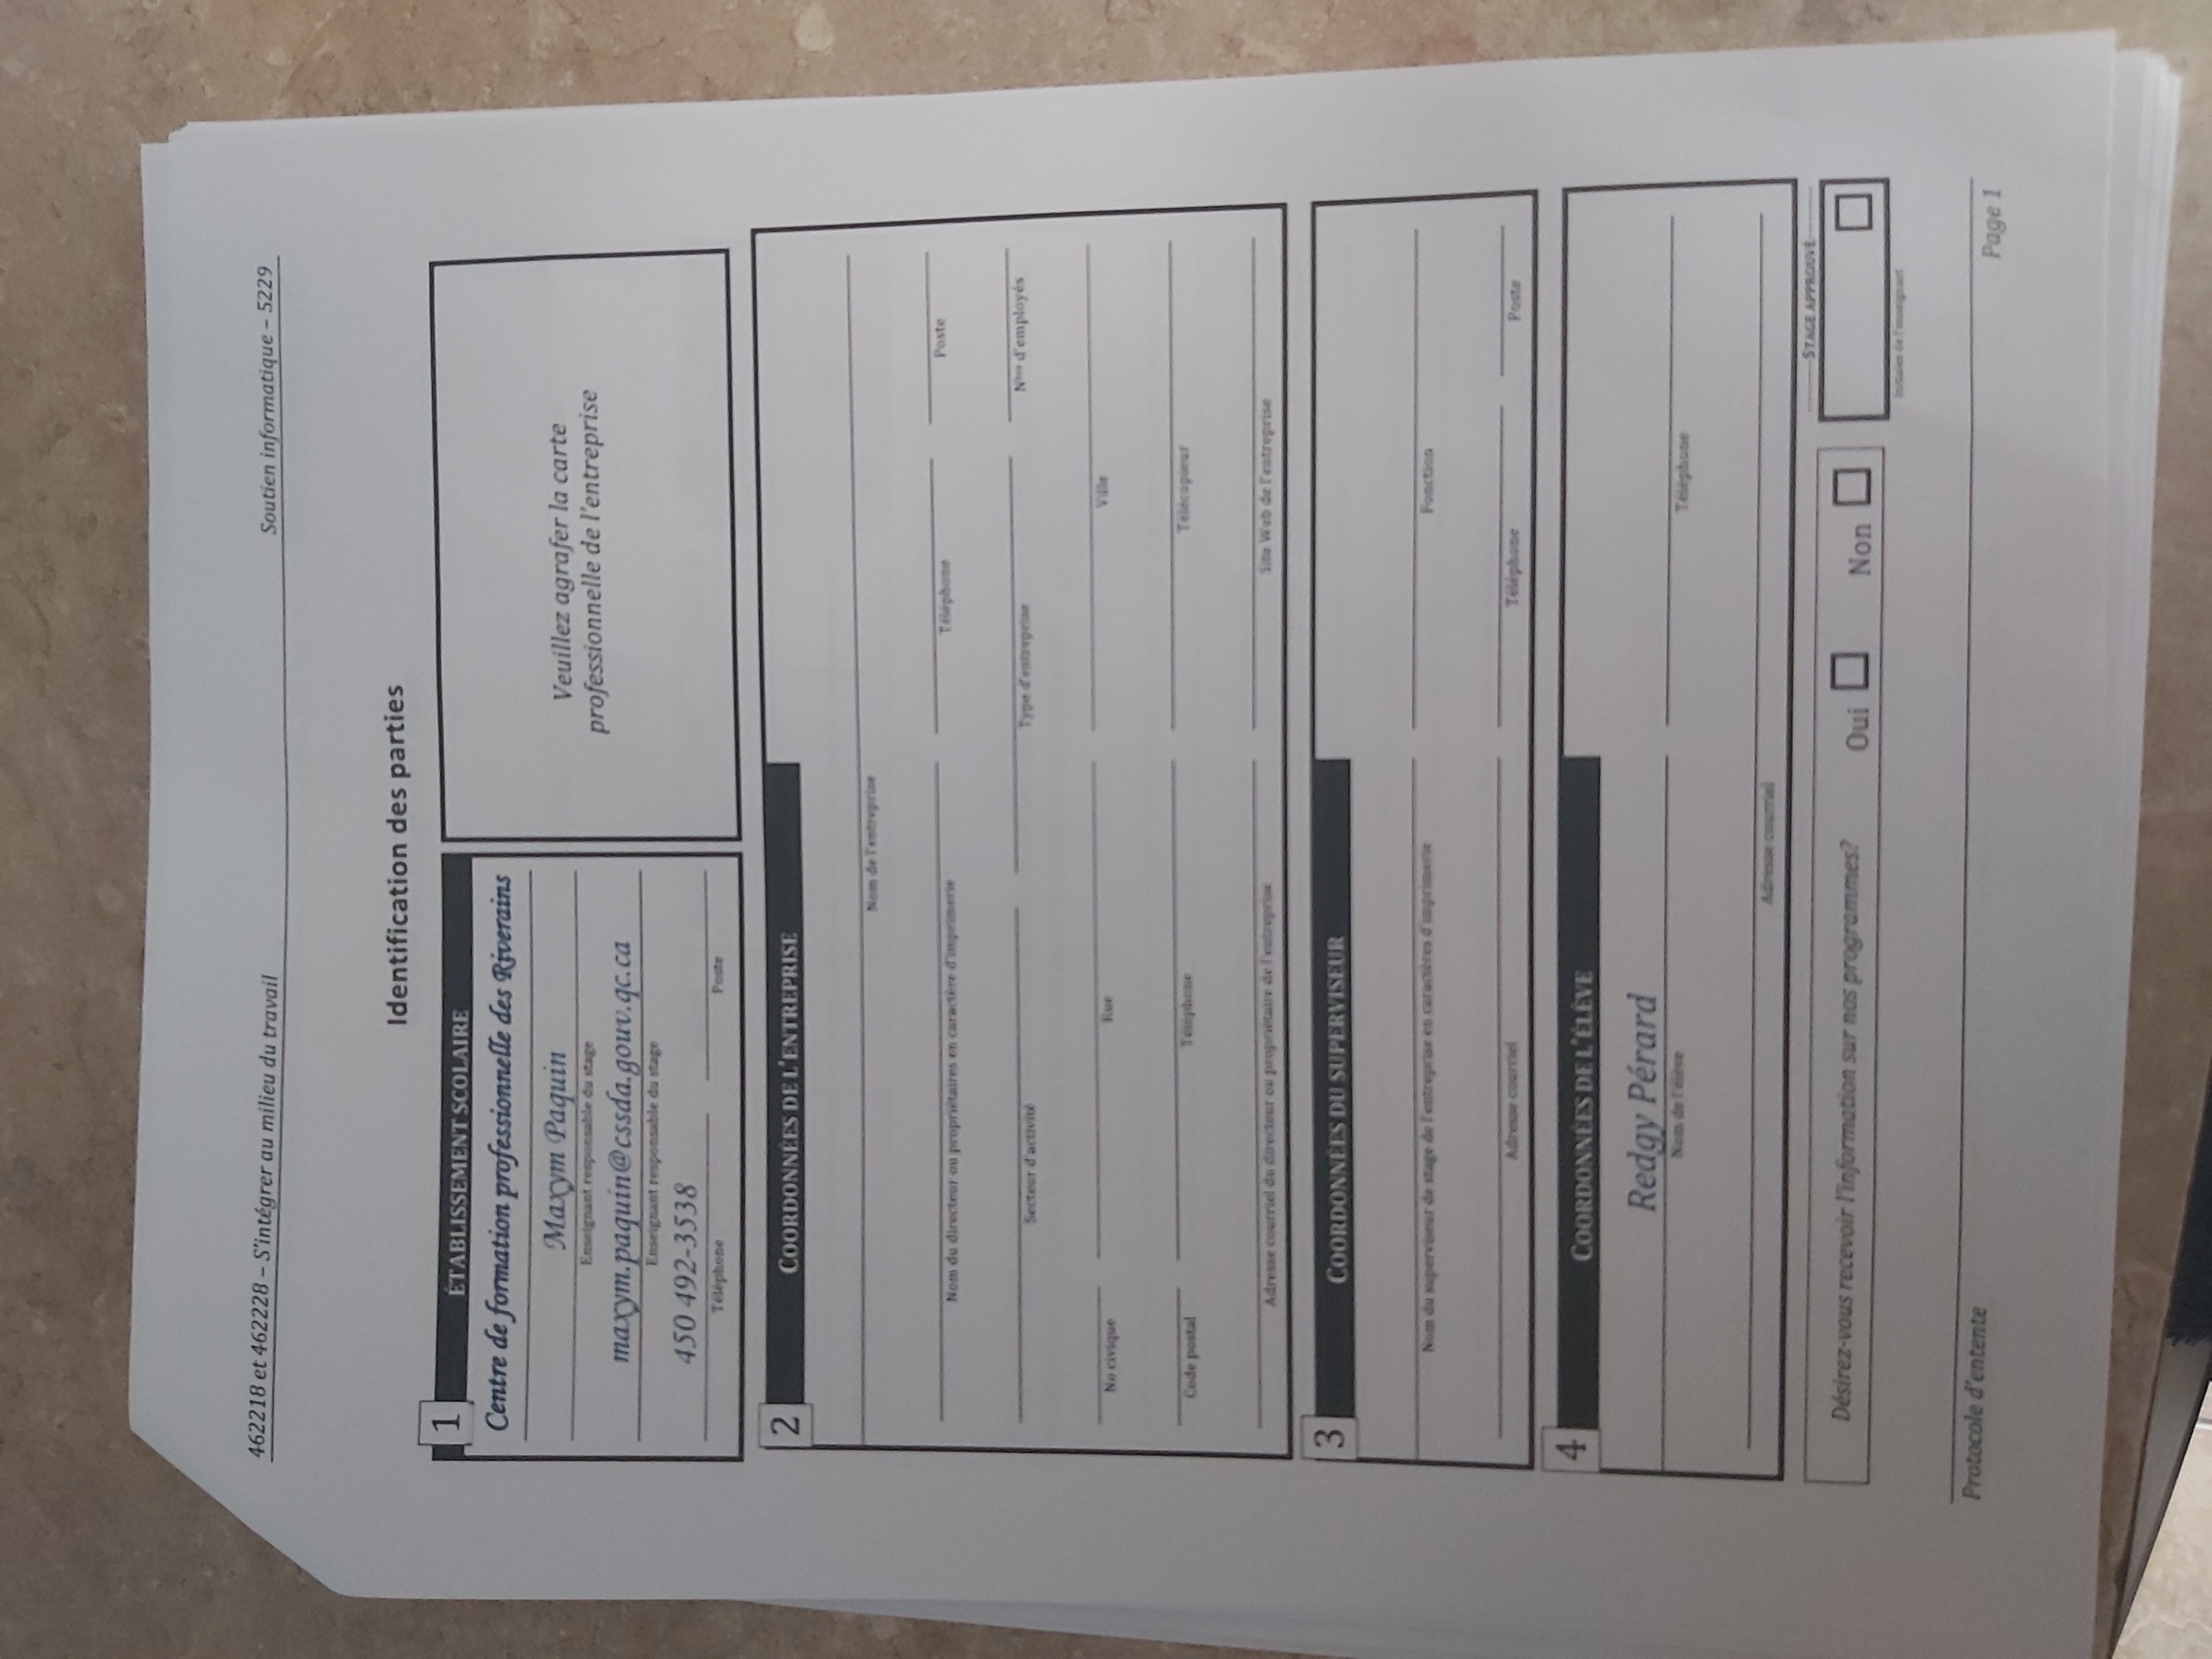 462218 et 462228 – S'intégrer au milieu du travail
Soutien informatique – 5229
Identification des parties
1
ÉTABLISSEMENT SCOLAIRE
Centre de formation professionnelle des Riverains
Maxym Paquin
Enseignant responsable du stage
maxym.paquin@cssda.gouv.qc.ca
Enseignant responsable du stage
450 492-3538
Téléphone Poste
Veuillez agrafer la carte
professionnelle de l'entreprise
2
COORDONNÉES DE L'ENTREPRISE
Nom de l'entreprise
Nom du directeur ou propriétaires en caractère d'imprimerie Téléphone Poste
Secteur d'activité Type d'entreprise Nbre d'employés
No civique Rue Ville
Code postal Téléphone Télécopieur
Adresse courriel du directeur ou propriétaire de l'entreprise Site Web de l'entreprise
3
COORDONNÉES DU SUPERVISEUR
Nom du superviseur de stage de l'entreprise en caractères d'imprimerie Fonction
Adresse courriel Téléphone Poste
4
COORDONNÉES DE L'ÉLÈVE
Redgy Pérard
Nom de l'élève Téléphone
Adresse courriel
STAGE APPROUVÉ
Désirez-vous recevoir l'information sur nos programmes? Oui Non
Initiales de l'enseignant
Protocole d'entente
Page 1